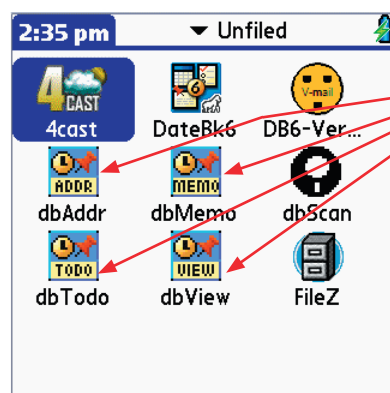 2:35 pm Unfiled
4 CAST 6 V-mail
4cast DateBk6 DB6-Ver...
ADDR MEMO
dbAddr dbMemo dbScan
TODO VIEW
dbTodo dbView FileZ